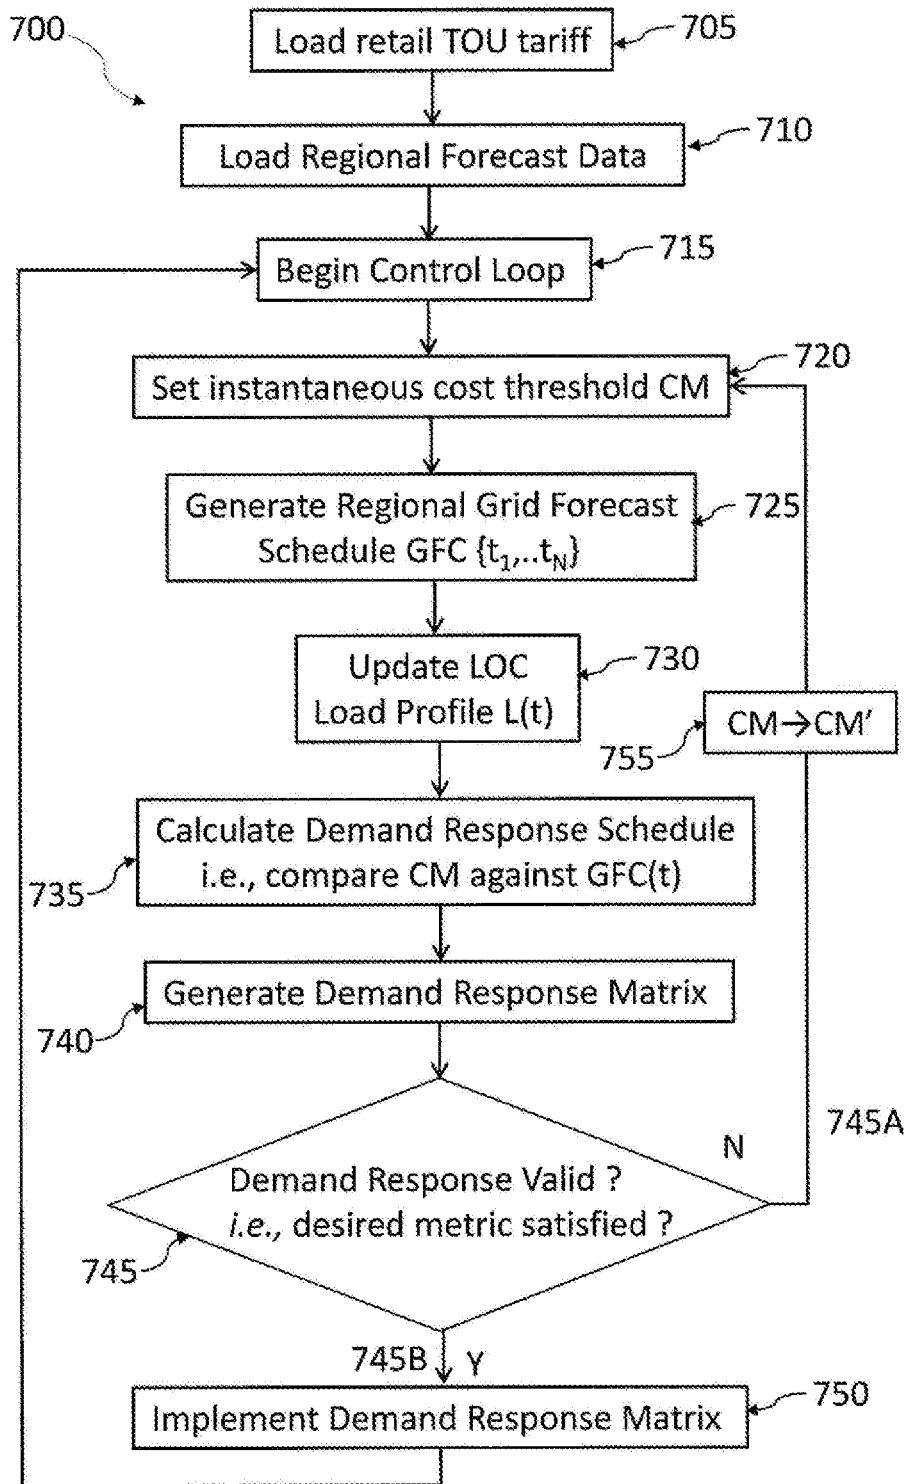 700
Load retail TOU tariff
705
Load Regional Forecast Data
710
Begin Control Loop
715
Set instantaneous cost threshold CM
720
Generate Regional Grid Forecast
Schedule GFC {t₁,..t_N}
725
Update LOC
Load Profile L(t)
730
CM→CM'
755
Calculate Demand Response Schedule
i.e., compare CM against GFC(t)
735
Generate Demand Response Matrix
740
745A
N
Demand Response Valid ?
i.e., desired metric satisfied ?
745
745B
Y
Implement Demand Response Matrix
750